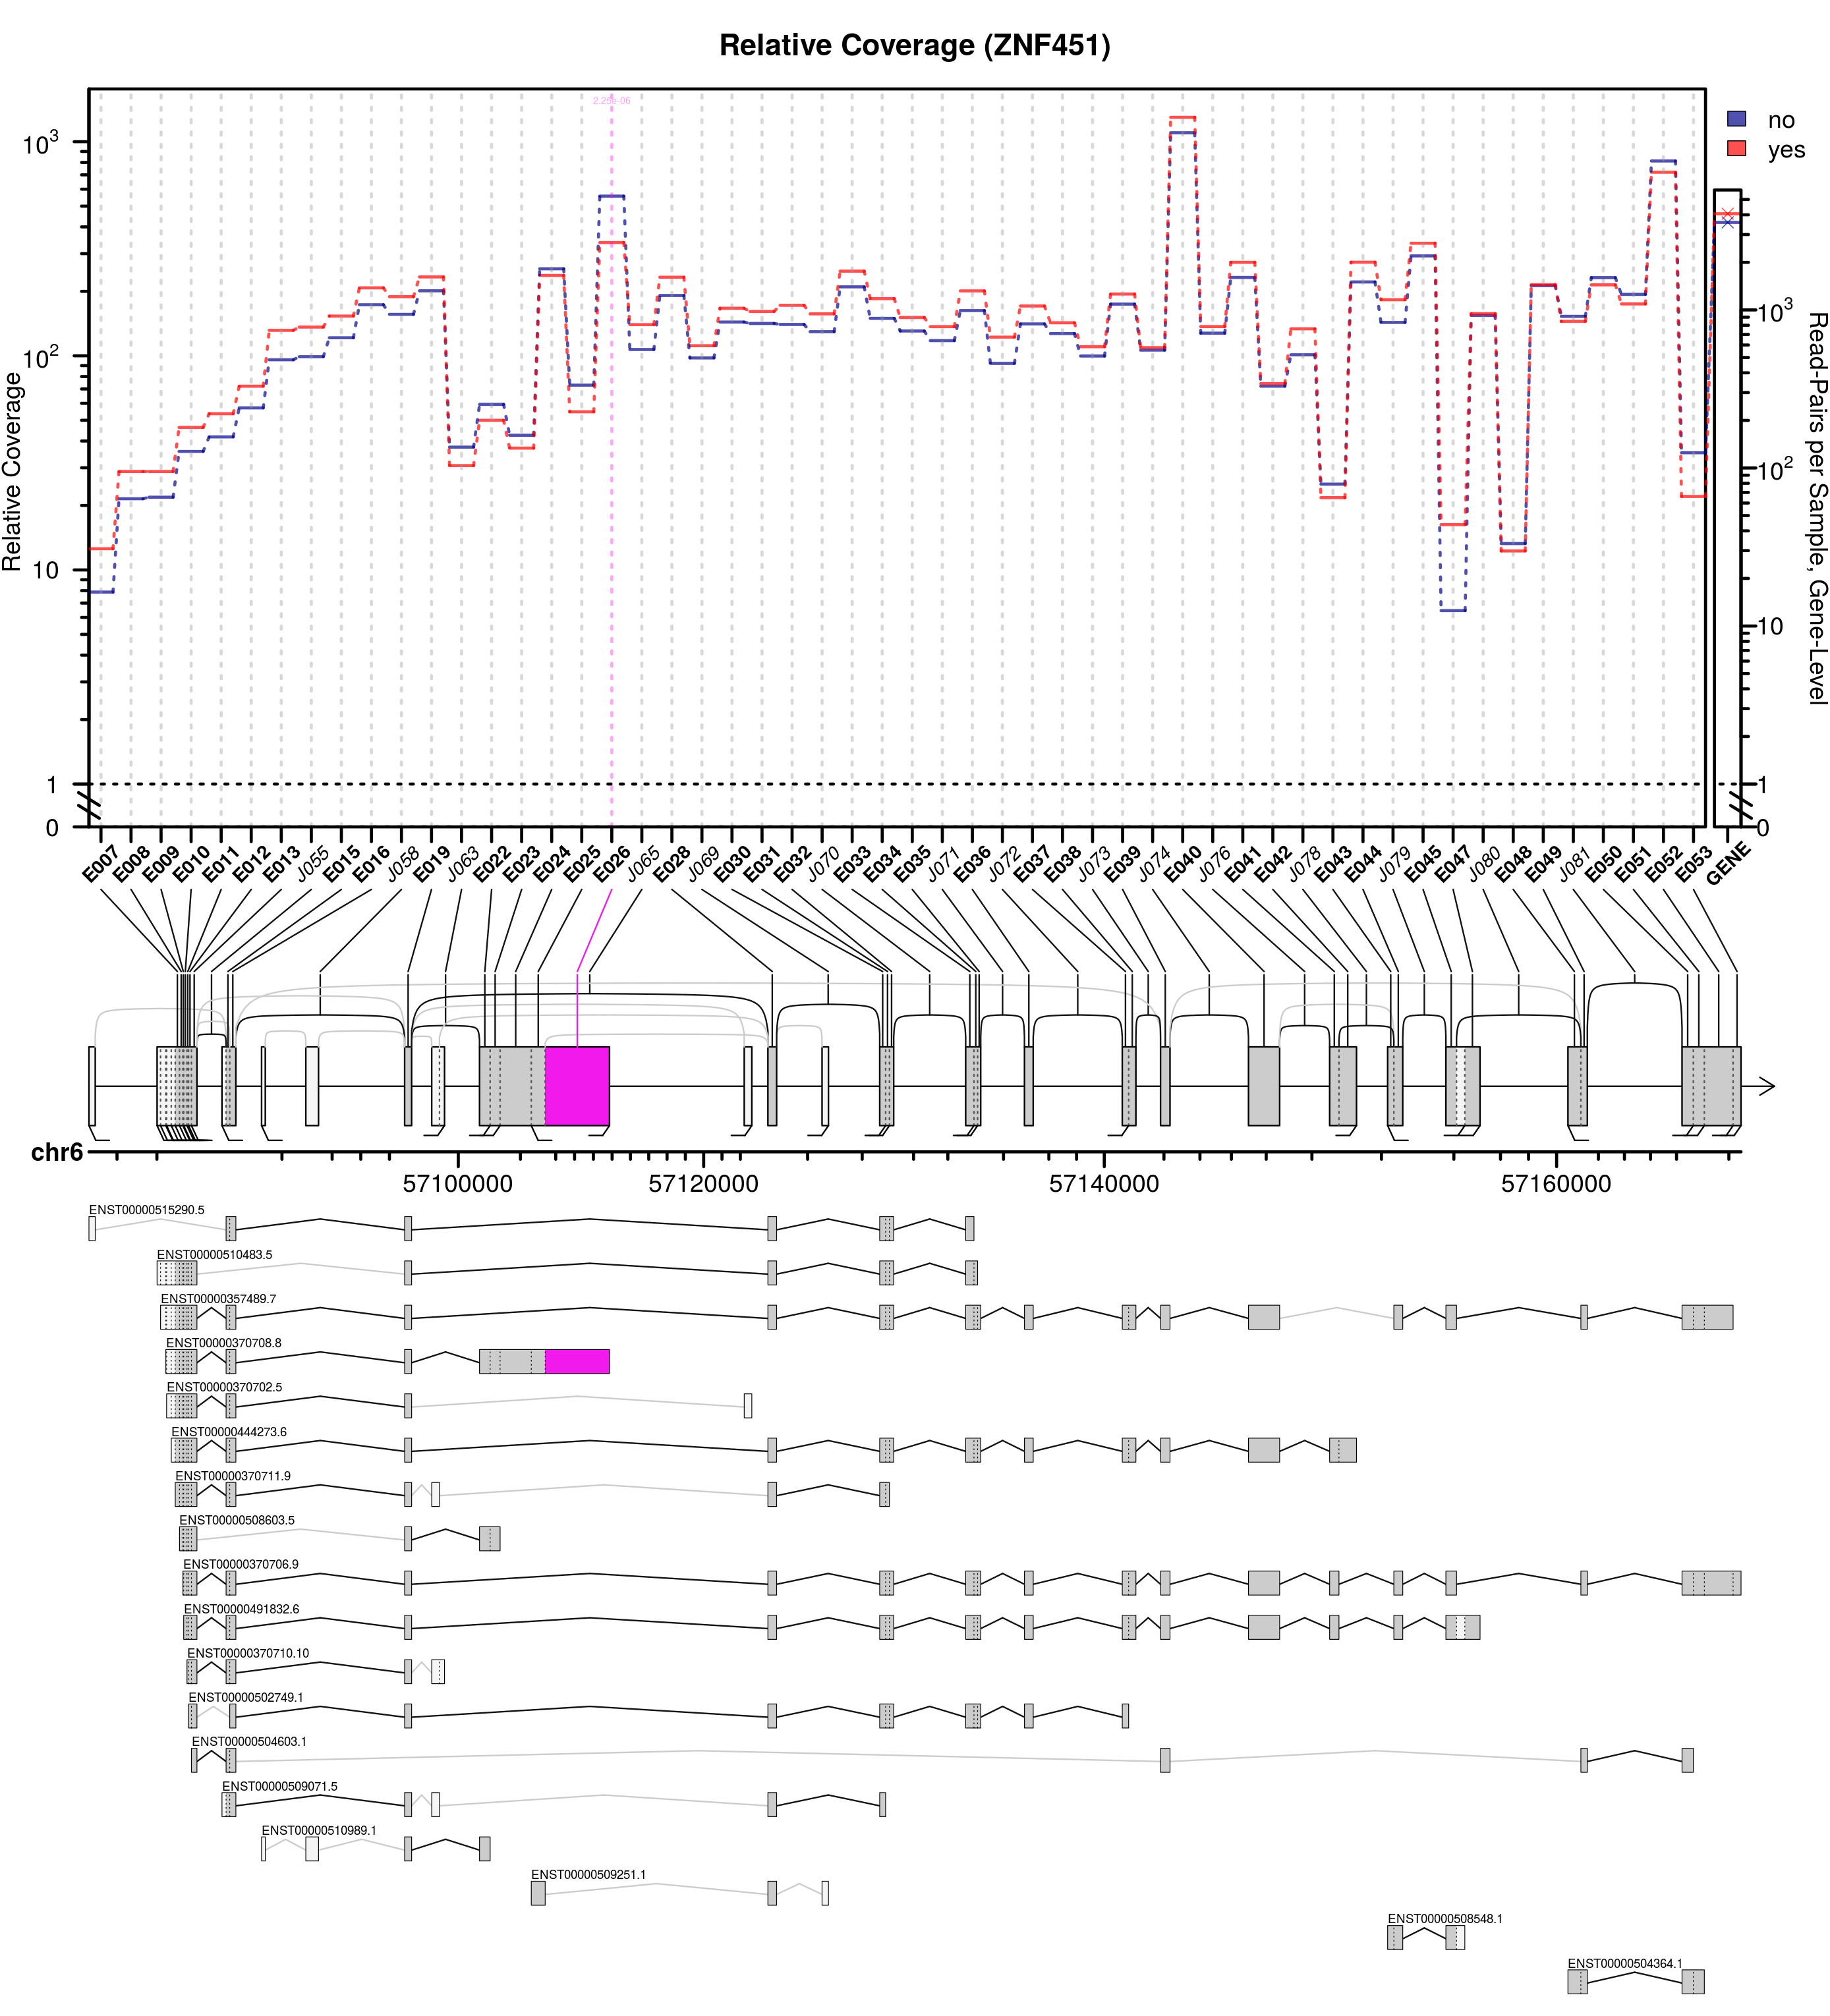 Relative Coverage (ZNF451)
2.25e-06
no
yes
Relative Coverage
10³
10²
10
1
0
Read-Pairs per Sample, Gene-Level
10³
10²
10
1
0
E007 E008 E009 E010 E011 E012 E013 J055 E015 E016 J058 E019 J063 E022 E023 E024 E025 E026 J065 E028 J069 E030 E031 E032 J070 E033 E034 E035 J071 E036 J072 E037 E038 J073 E039 J074 E040 J076 E041 E042 J078 E043 E044 J079 E045 E047 J080 E048 E049 J081 E050 E051 E052 E053 GENE
chr6
57100000 57120000 57140000 57160000
ENST00000515290.5
ENST00000510483.5
ENST00000357489.7
ENST00000370708.8
ENST00000370702.5
ENST00000444273.6
ENST00000370711.9
ENST00000508603.5
ENST00000370706.9
ENST00000491832.6
ENST00000370710.10
ENST00000502749.1
ENST00000504603.1
ENST00000509071.5
ENST00000510989.1
ENST00000509251.1
ENST00000508548.1
ENST00000504364.1